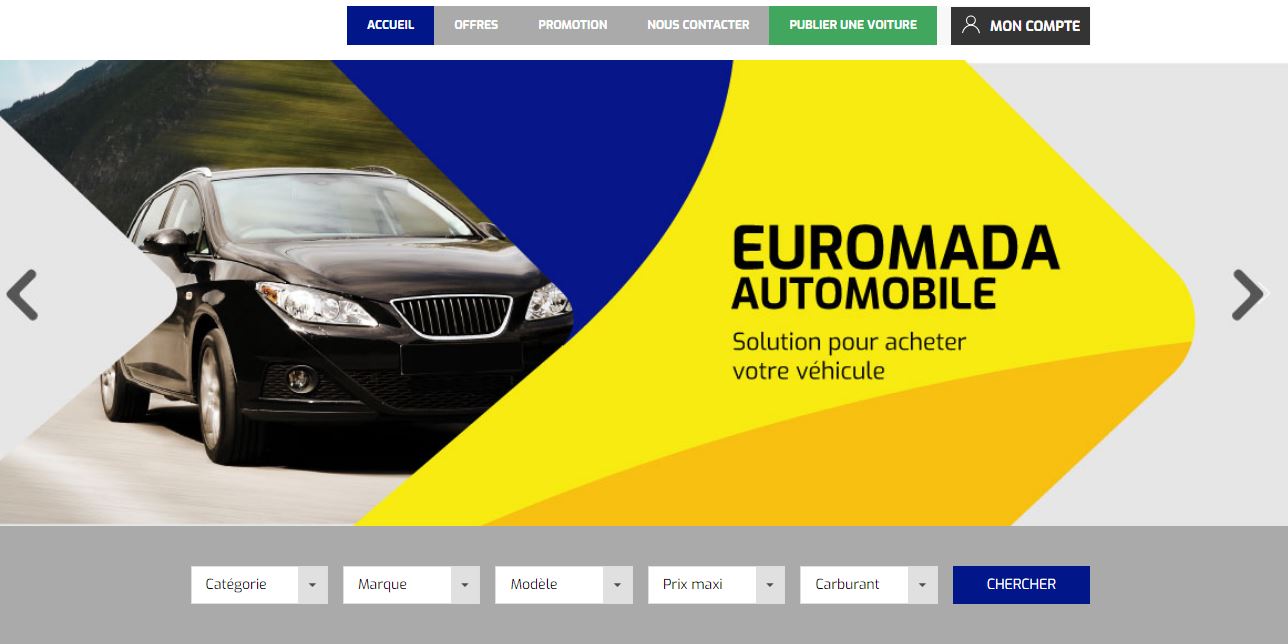 ACCUEIL OFFRES PROMOTION NOUS CONTACTER PUBLIER UNE VOITURE MON COMPTE
EUROMADA
AUTOMOBILE
Solution pour acheter
votre véhicule
Catégorie Marque Modèle Prix maxi Carburant CHERCHER